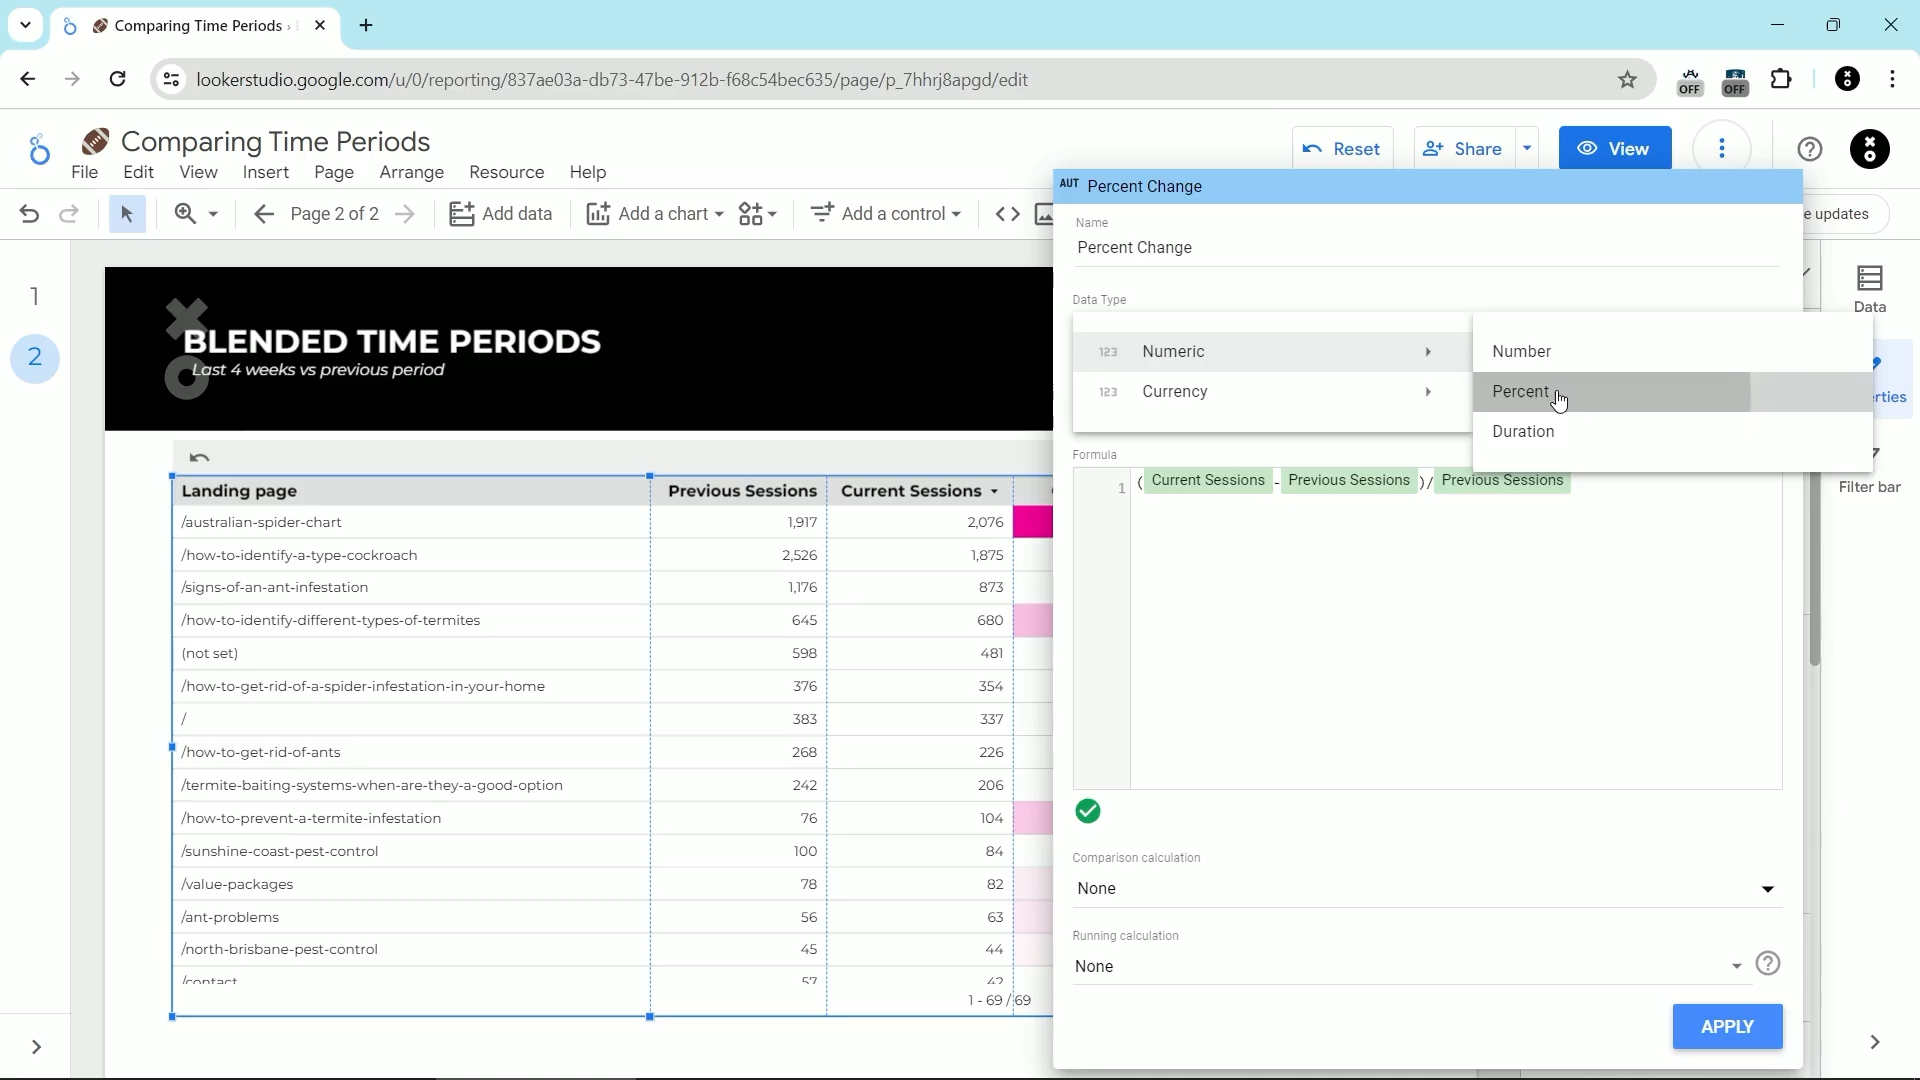 Comparing Time Periods ›
lookerstudio.google.com/u/0/reporting/837ae03a-db73-47be-912b-f68c54bec635/page/p_7hhrj8apgd/edit
OFF
OFF
Comparing Time Periods
File Edit View Insert Page Arrange Resource Help
Reset
Share
View
Page 2 of 2
Add data
Add a chart
Add a control
e updates
1
2
BLENDED TIME PERIODS
Last 4 weeks vs previous period
Landing page Previous Sessions Current Sessions
/australian-spider-chart 1,917 2,076
/how-to-identify-a-type-cockroach 2,526 1,875
/signs-of-an-ant-infestation 1,176 873
/how-to-identify-different-types-of-termites 645 680
(not set) 598 481
/how-to-get-rid-of-a-spider-infestation-in-your-home 376 354
/ 383 337
/how-to-get-rid-of-ants 268 226
/termite-baiting-systems-when-are-they-a-good-option 242 206
/how-to-prevent-a-termite-infestation 76 104
/sunshine-coast-pest-control 100 84
/value-packages 78 82
/ant-problems 56 63
/north-brisbane-pest-control 45 44
/contact 57 42
1 - 69 / 69
AUT Percent Change
Name
Percent Change
Data Type
123 Numeric
123 Currency
Number
Percent
Duration
Formula
1 ( Current Sessions - Previous Sessions )/ Previous Sessions
Comparison calculation
None
Running calculation
None
APPLY
Data
rties
Filter bar